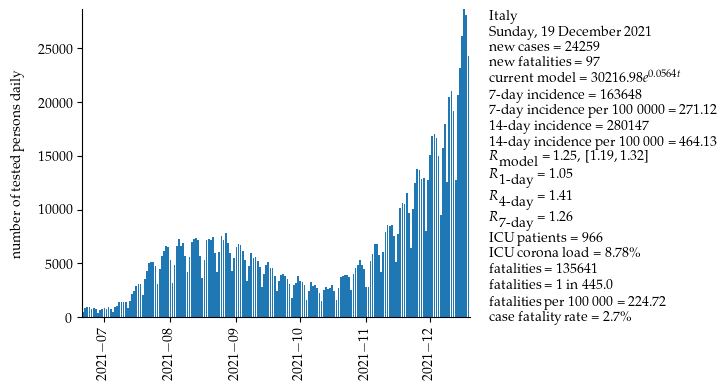 number of tested persons daily
25000
20000
15000
10000
5000
0
2021−07
2021−08
2021−09
2021−10
2021−11
2021−12
Italy
Sunday, 19 December 2021
new cases = 24259
new fatalities = 97
current model = 30216.98e^0.0564t
7-day incidence = 163648
7-day incidence per 100 0000 = 271.12
14-day incidence = 280147
14-day incidence per 100 000 = 464.13
R_model = 1.25, [1.19, 1.32]
R_1-day = 1.05
R_4-day = 1.41
R_7-day = 1.26
ICU patients = 966
ICU corona load = 8.78%
fatalities = 135641
fatalities = 1 in 445.0
fatalities per 100 000 = 224.72
case fatality rate = 2.7%